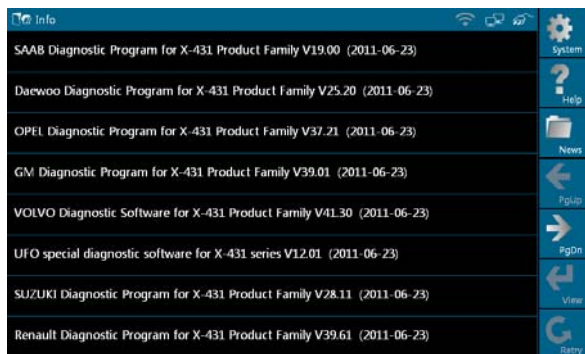 Info
SAAB Diagnostic Program for X-431 Product Family V19.00 (2011-06-23)
Daewoo Diagnostic Program for X-431 Product Family V25.20 (2011-06-23)
OPEL Diagnostic Program for X-431 Product Family V37.21 (2011-06-23)
GM Diagnostic Program for X-431 Product Family V39.01 (2011-06-23)
VOLVO Diagnostic Software for X-431 Product Family V41.30 (2011-06-23)
UFO special diagnostic software for X-431 series V12.01 (2011-06-23)
SUZUKI Diagnostic Program for X-431 Product Family V28.11 (2011-06-23)
Renault Diagnostic Program for X-431 Product Family V39.61 (2011-06-23)
System
Help
News
PgUp
PgDn
View
Retry